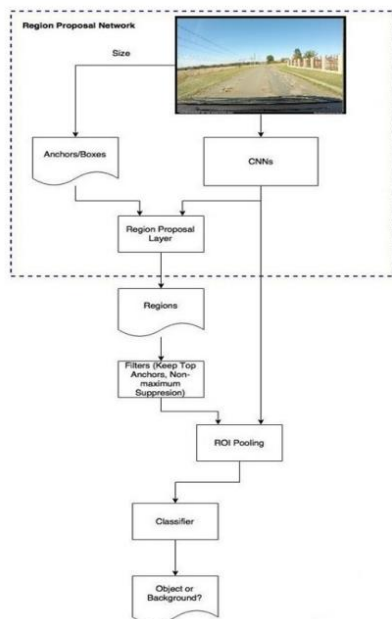 Region Proposal Network
Size
Anchors/Boxes
CNNs
Region Proposal
Layer
Regions
Filters (Keep Top
Anchors, Non-
maximum
Suppresion)
ROI Pooling
Classifier
Object or
Background?